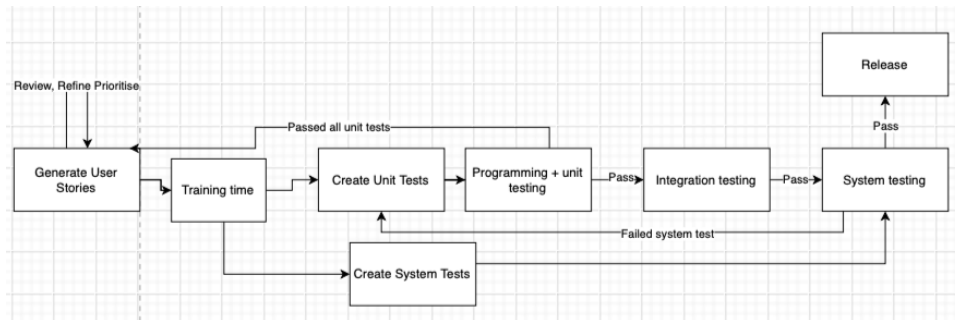 Release
Review, Refine Prioritise
Passed all unit tests
Pass
Generate User
Stories
Training time
Create Unit Tests
Programming + unit
testing
Pass
Integration testing
Pass
System testing
Failed system test
Create System Tests